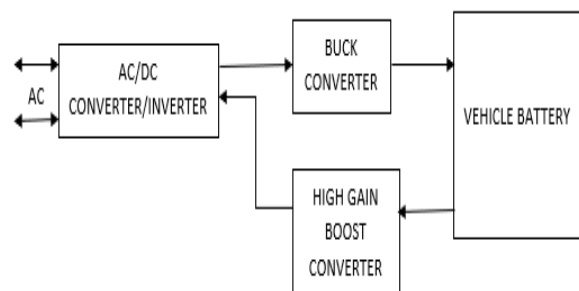 AC
AC/DC
CONVERTER/INVERTER
BUCK
CONVERTER
VEHICLE BATTERY
HIGH GAIN
BOOST
CONVERTER